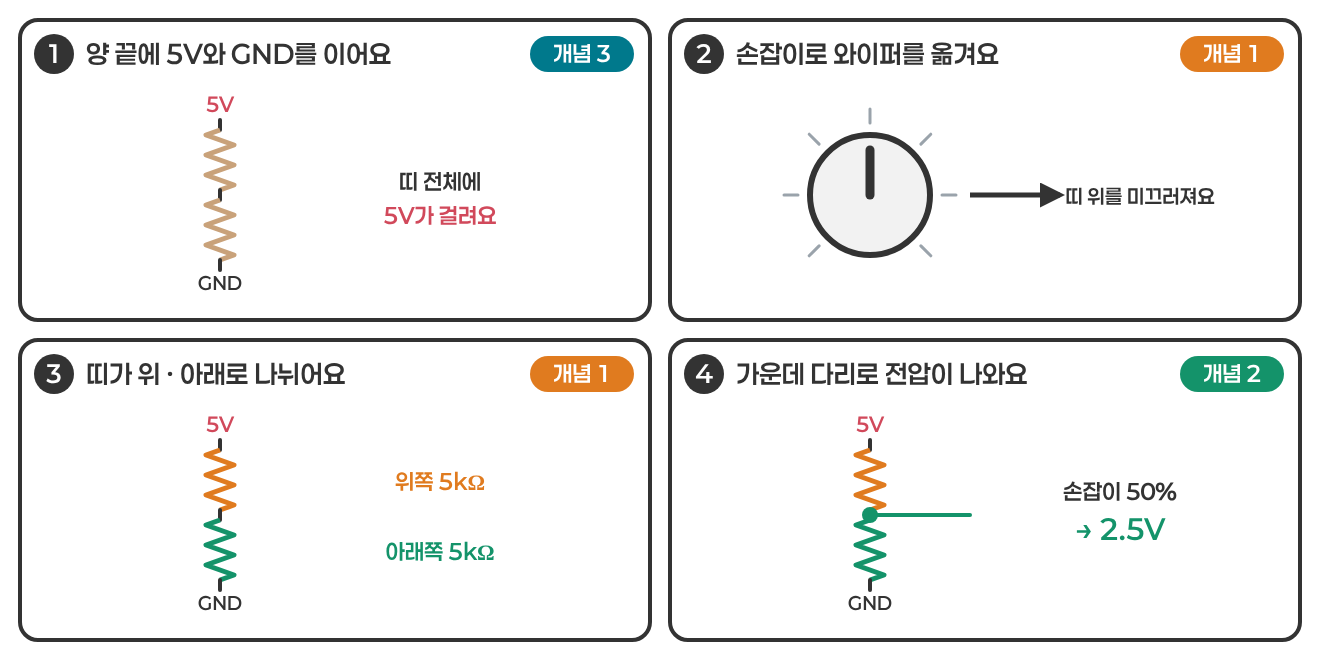 1 양 끝에 5V와 GND를 이어요 개념 3
5V
띠 전체에
5V가 걸려요
GND
2 손잡이로 와이퍼를 옮겨요 개념 1
띠 위를 미끄러져요
3 띠가 위 · 아래로 나뉘어요 개념 1
5V
위쪽 5kΩ
아래쪽 5kΩ
GND
4 가운데 다리로 전압이 나와요 개념 2
5V
손잡이 50%
→ 2.5V
GND